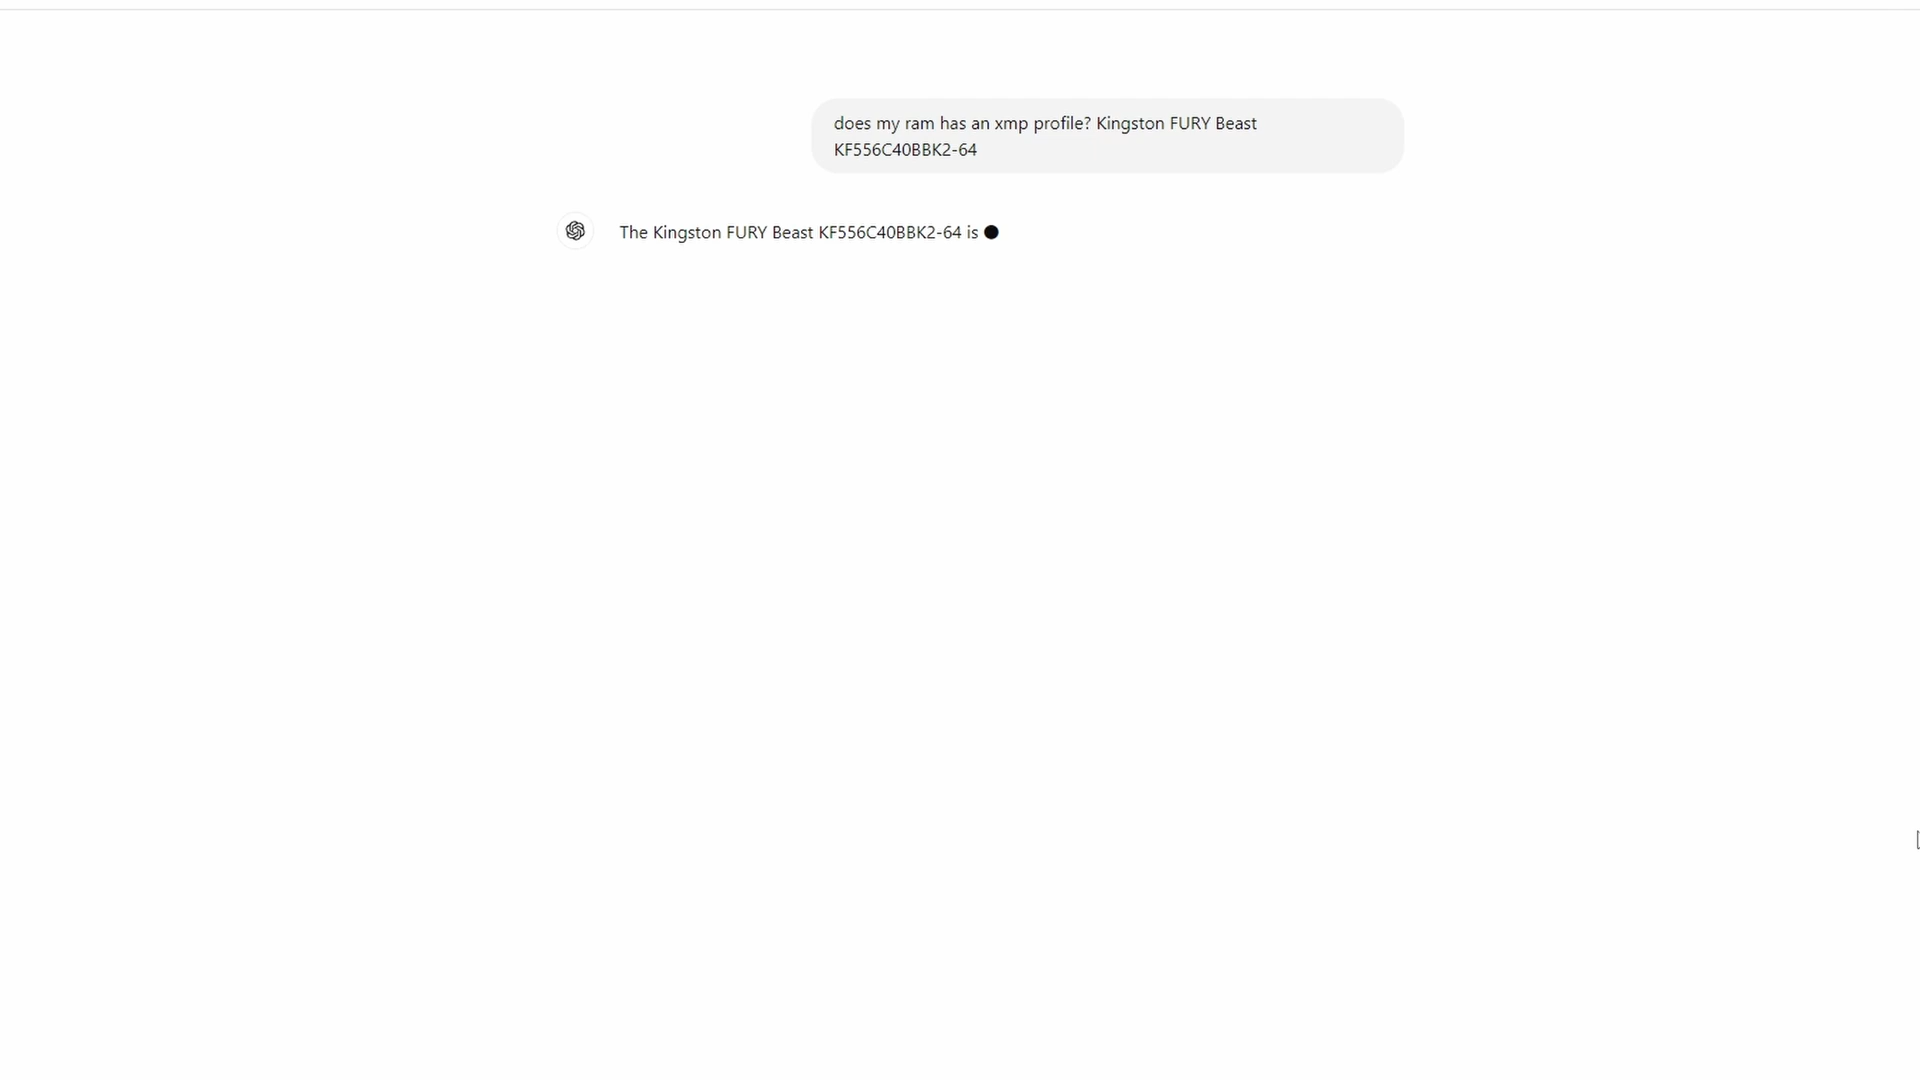 does my ram has an xmp profile? Kingston FURY Beast
KF556C40BBK2-64
The Kingston FURY Beast KF556C40BBK2-64 is